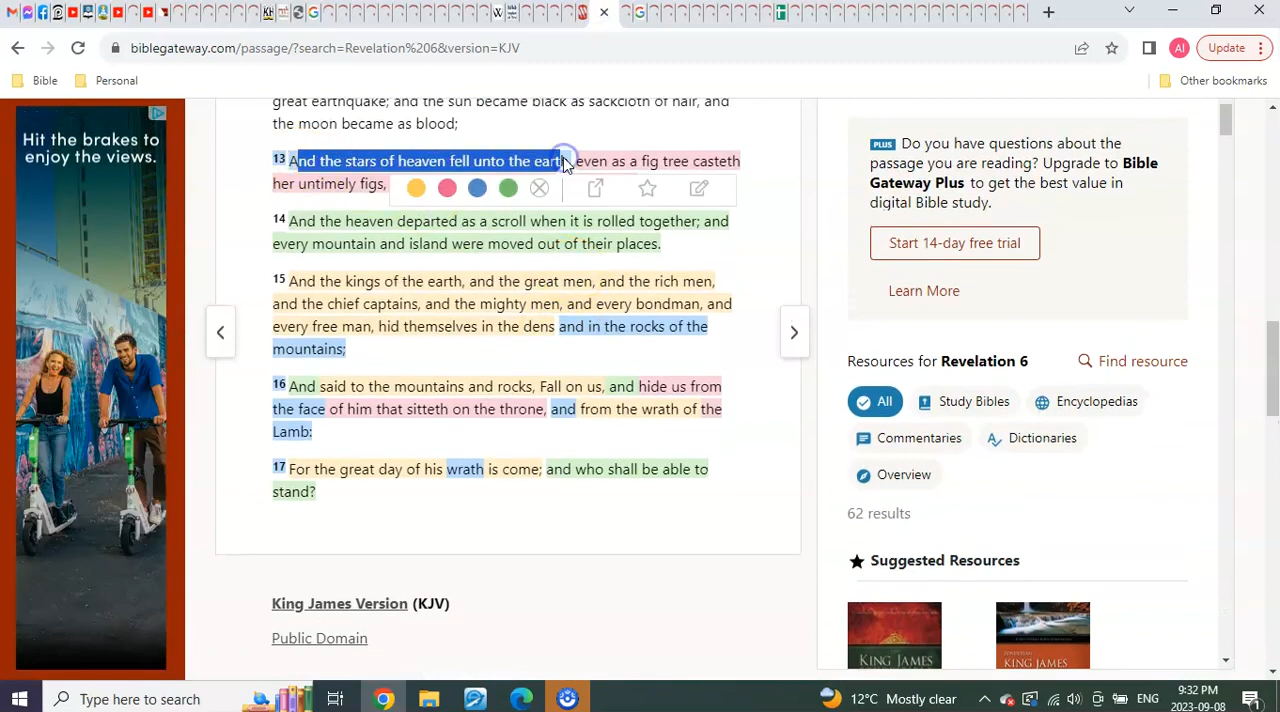 biblegateway.com/passage/?search=Revelation%206&version=KJV
AI
Update
Bible
Personal
Other bookmarks
Hit the brakes to
enjoy the views.
great earthquake; and the sun became black as sackcloth of hair, and
the moon became as blood;
13 And the stars of heaven fell unto the earth, even as a fig tree casteth
her untimely figs,
14 And the heaven departed as a scroll when it is rolled together; and
every mountain and island were moved out of their places.
15 And the kings of the earth, and the great men, and the rich men,
and the chief captains, and the mighty men, and every bondman, and
every free man, hid themselves in the dens and in the rocks of the
mountains;
16 And said to the mountains and rocks, Fall on us, and hide us from
the face of him that sitteth on the throne, and from the wrath of the
Lamb:
17 For the great day of his wrath is come; and who shall be able to
stand?
King James Version (KJV)
Public Domain
PLUS Do you have questions about the
passage you are reading? Upgrade to Bible
Gateway Plus to get the best value in
digital Bible study.
Start 14-day free trial
Learn More
Resources for Revelation 6
Find resource
All
Study Bibles
Encyclopedias
Commentaries
Dictionaries
Overview
62 results
Suggested Resources
KING JAMES
KING JAMES
Type here to search
12°C Mostly clear
ENG
9:32 PM
2023-09-08
1